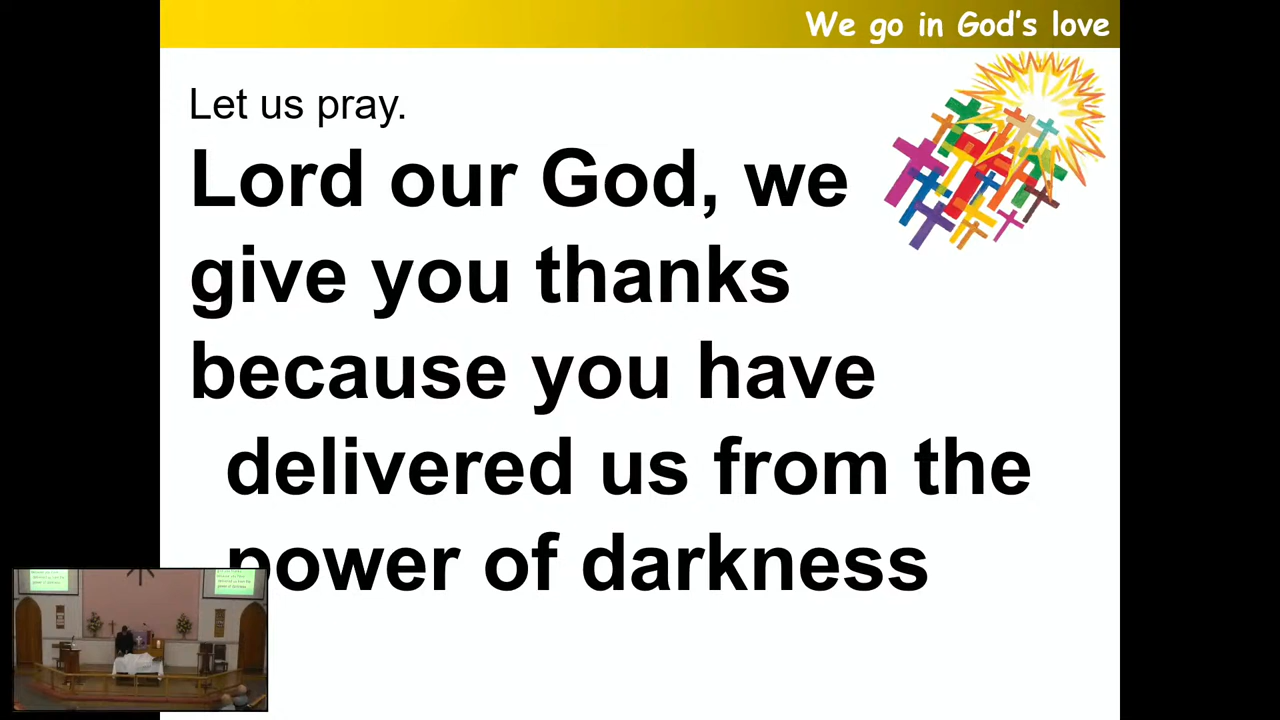 We go in God's love
Let us pray.
Lord our God, we
give you thanks
because you have
delivered us from the
power of darkness